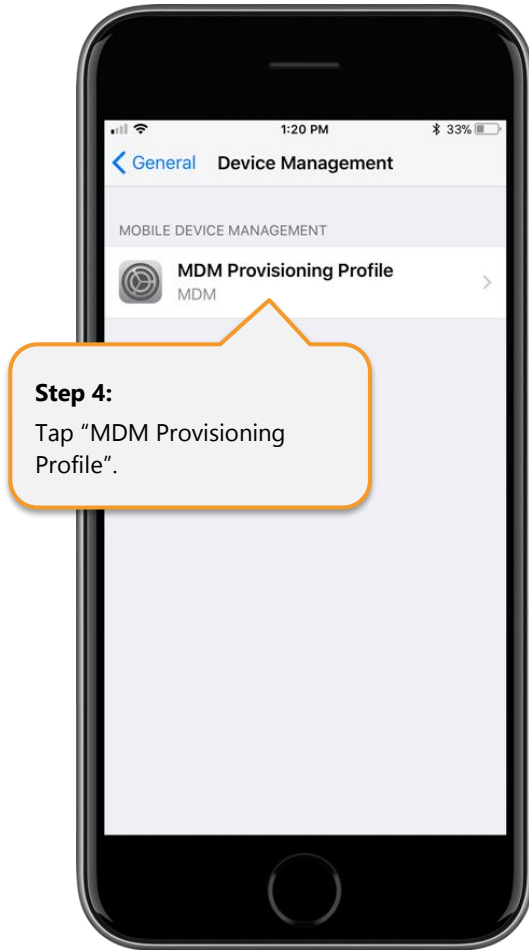 1:20 PM
33%
General Device Management
MOBILE DEVICE MANAGEMENT
MDM Provisioning Profile
MDM
Step 4:
Tap “MDM Provisioning
Profile”.